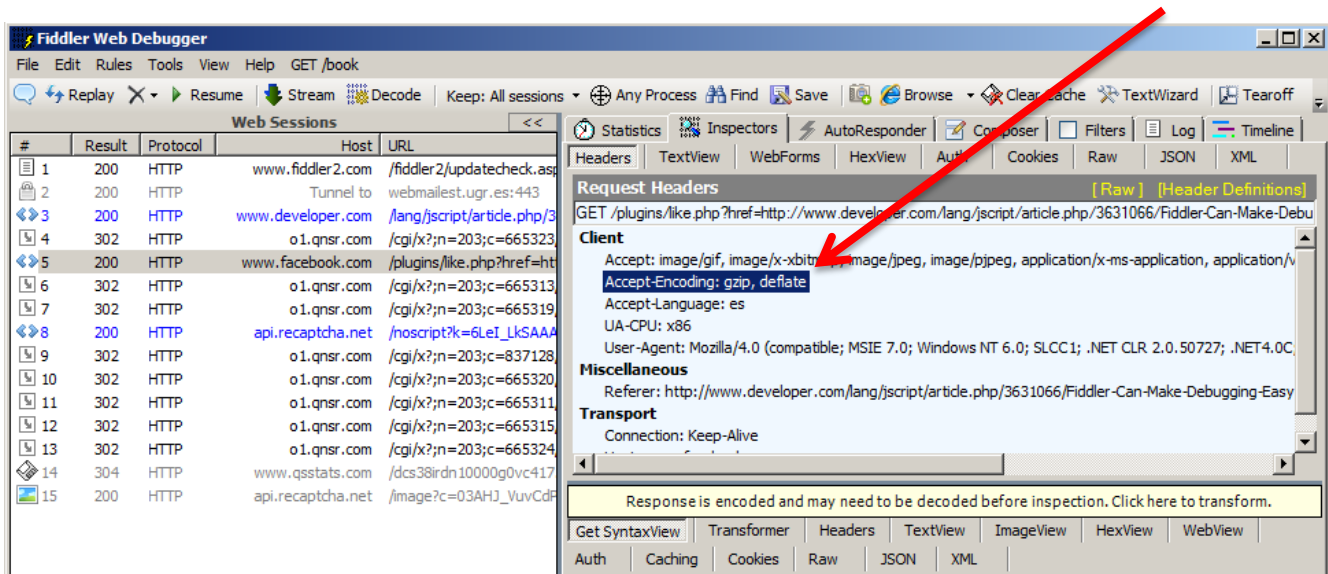 Fiddler Web Debugger
File Edit Rules Tools View Help GET /book
Replay Resume Stream Decode Keep: All sessions Any Process Find Save Browse Clear Cache TextWizard Tearoff
Web Sessions <<
# Result Protocol Host URL
1 200 HTTP www.fiddler2.com /fiddler2/updatecheck.asp
2 200 HTTP Tunnel to webmailest.ugr.es:443
3 200 HTTP www.developer.com /lang/jscript/article.php/3
4 302 HTTP o1.qnsr.com /cgi/x?;n=203;c=665323,
5 200 HTTP www.facebook.com /plugins/like.php?href=ht
6 302 HTTP o1.qnsr.com /cgi/x?;n=203;c=665313,
7 302 HTTP o1.qnsr.com /cgi/x?;n=203;c=665319,
8 200 HTTP api.recaptcha.net /noscript?k=6LeI_LkSAAA
9 302 HTTP o1.qnsr.com /cgi/x?;n=203;c=837128,
10 302 HTTP o1.qnsr.com /cgi/x?;n=203;c=665320,
11 302 HTTP o1.qnsr.com /cgi/x?;n=203;c=665311,
12 302 HTTP o1.qnsr.com /cgi/x?;n=203;c=665315,
13 302 HTTP o1.qnsr.com /cgi/x?;n=203;c=665324,
14 304 HTTP www.qsstats.com /dcs38irdn10000g0vc417
15 200 HTTP api.recaptcha.net /image?c=03AHJ_VuvCdP
Statistics Inspectors AutoResponder Composer Filters Log Timeline
Headers TextView WebForms HexView Auth Cookies Raw JSON XML
Request Headers [ Raw ] [Header Definitions]
GET /plugins/like.php?href=http://www.developer.com/lang/jscript/article.php/3631066/Fiddler-Can-Make-Debu
Client
Accept: image/gif, image/jpeg, image/pjpeg, application/x-ms-application, application/
Accept-Encoding: gzip, deflate
Accept-Language: es
UA-CPU: x86
User-Agent: Mozilla/4.0 (compatible; MSIE 7.0; Windows NT 6.0; SLCC1; .NET CLR 2.0.50727; .NET4.0C;
Miscellaneous
Referer: http://www.developer.com/lang/jscript/article.php/3631066/Fiddler-Can-Make-Debugging-Easy
Transport
Connection: Keep-Alive
Response is encoded and may need to be decoded before inspection. Click here to transform.
Get SyntaxView Transformer Headers TextView ImageView HexView WebView
Auth Caching Cookies Raw JSON XML